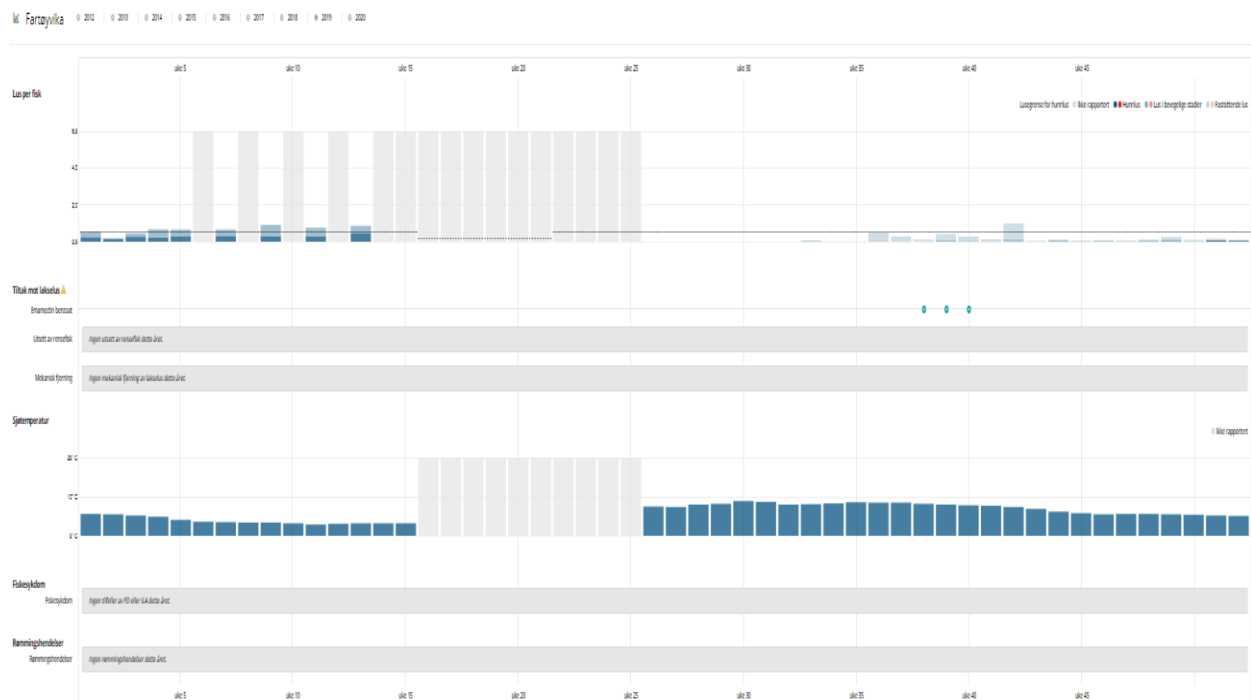 Fartøyvika 2012 2013 2014 2015 2016 2017 2018 2019 2020
uke 5 uke 10 uke 15 uke 20 uke 25 uke 30 uke 35 uke 40 uke 45
Lus per fisk
Lusegrense for hunnlus Ikke rapportert Hunnlus Lus i bevegelige stadier Fastsittende lus
4.0
2.0
0.0
Tiltak mot lakselus
Emamectin benzoat
Utsett av rensefisk Ingen utsett av rensefisk dette året.
Mekanisk fjerning Ingen mekanisk fjerning av lakselus dette året.
Sjøtemperatur
Ikke rapportert
20° C
10° C
0° C
Fiskesykdom
Fiskesykdom Ingen tilfeller av PD eller ILA dette året.
Rømmingshendelser
Rømmingshendelser Ingen rømmingshendelser dette året.
uke 5 uke 10 uke 15 uke 20 uke 25 uke 30 uke 35 uke 40 uke 45